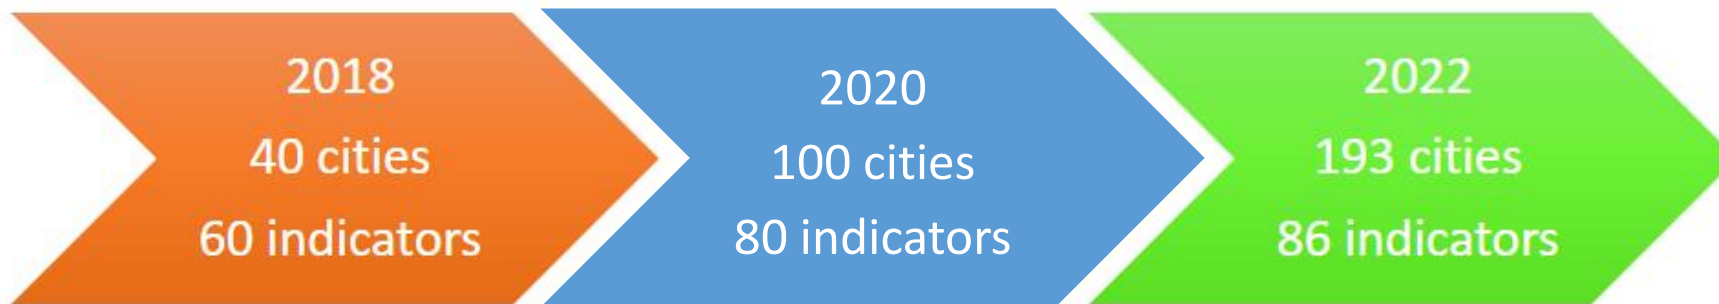 2018
40 cities
60 indicators
2020
100 cities
80 indicators
2022
193 cities
86 indicators